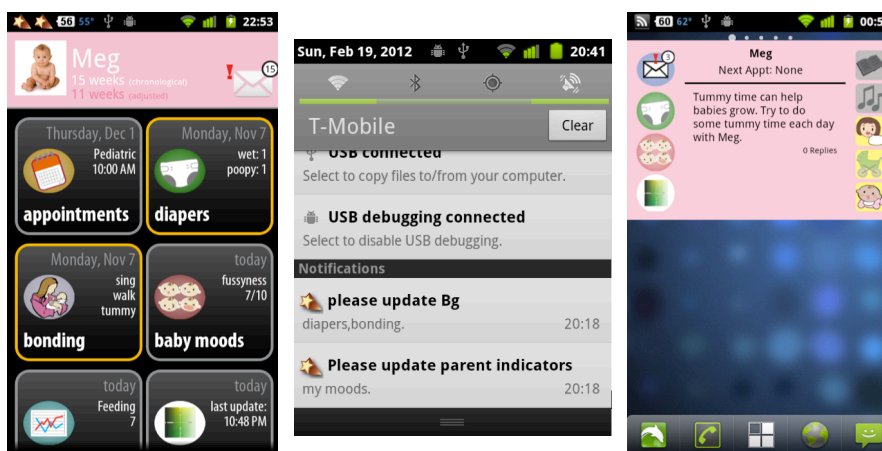 56 55° 22:53
Meg
15 weeks (chronological)
11 weeks (adjusted)
15
Thursday, Dec 1
Pediatric
10:00 AM
appointments
Monday, Nov 7
wet: 1
poopy: 1
diapers
Monday, Nov 7
sing
walk
tummy
bonding
today
fussyness
7/10
baby moods
today
Feeding
7
today
last update:
10:48 PM
Sun, Feb 19, 2012 20:41
T-Mobile
Clear
USB connected
Select to copy files to/from your computer.
USB debugging connected
Select to disable USB debugging.
Notifications
please update Bg
diapers,bonding. 20:18
Please update parent indicators
my moods. 20:18
60 62° 00:5
3
Meg
Next Appt: None
Tummy time can help
babies grow. Try to do
some tummy time each day
with Meg.
0 Replies